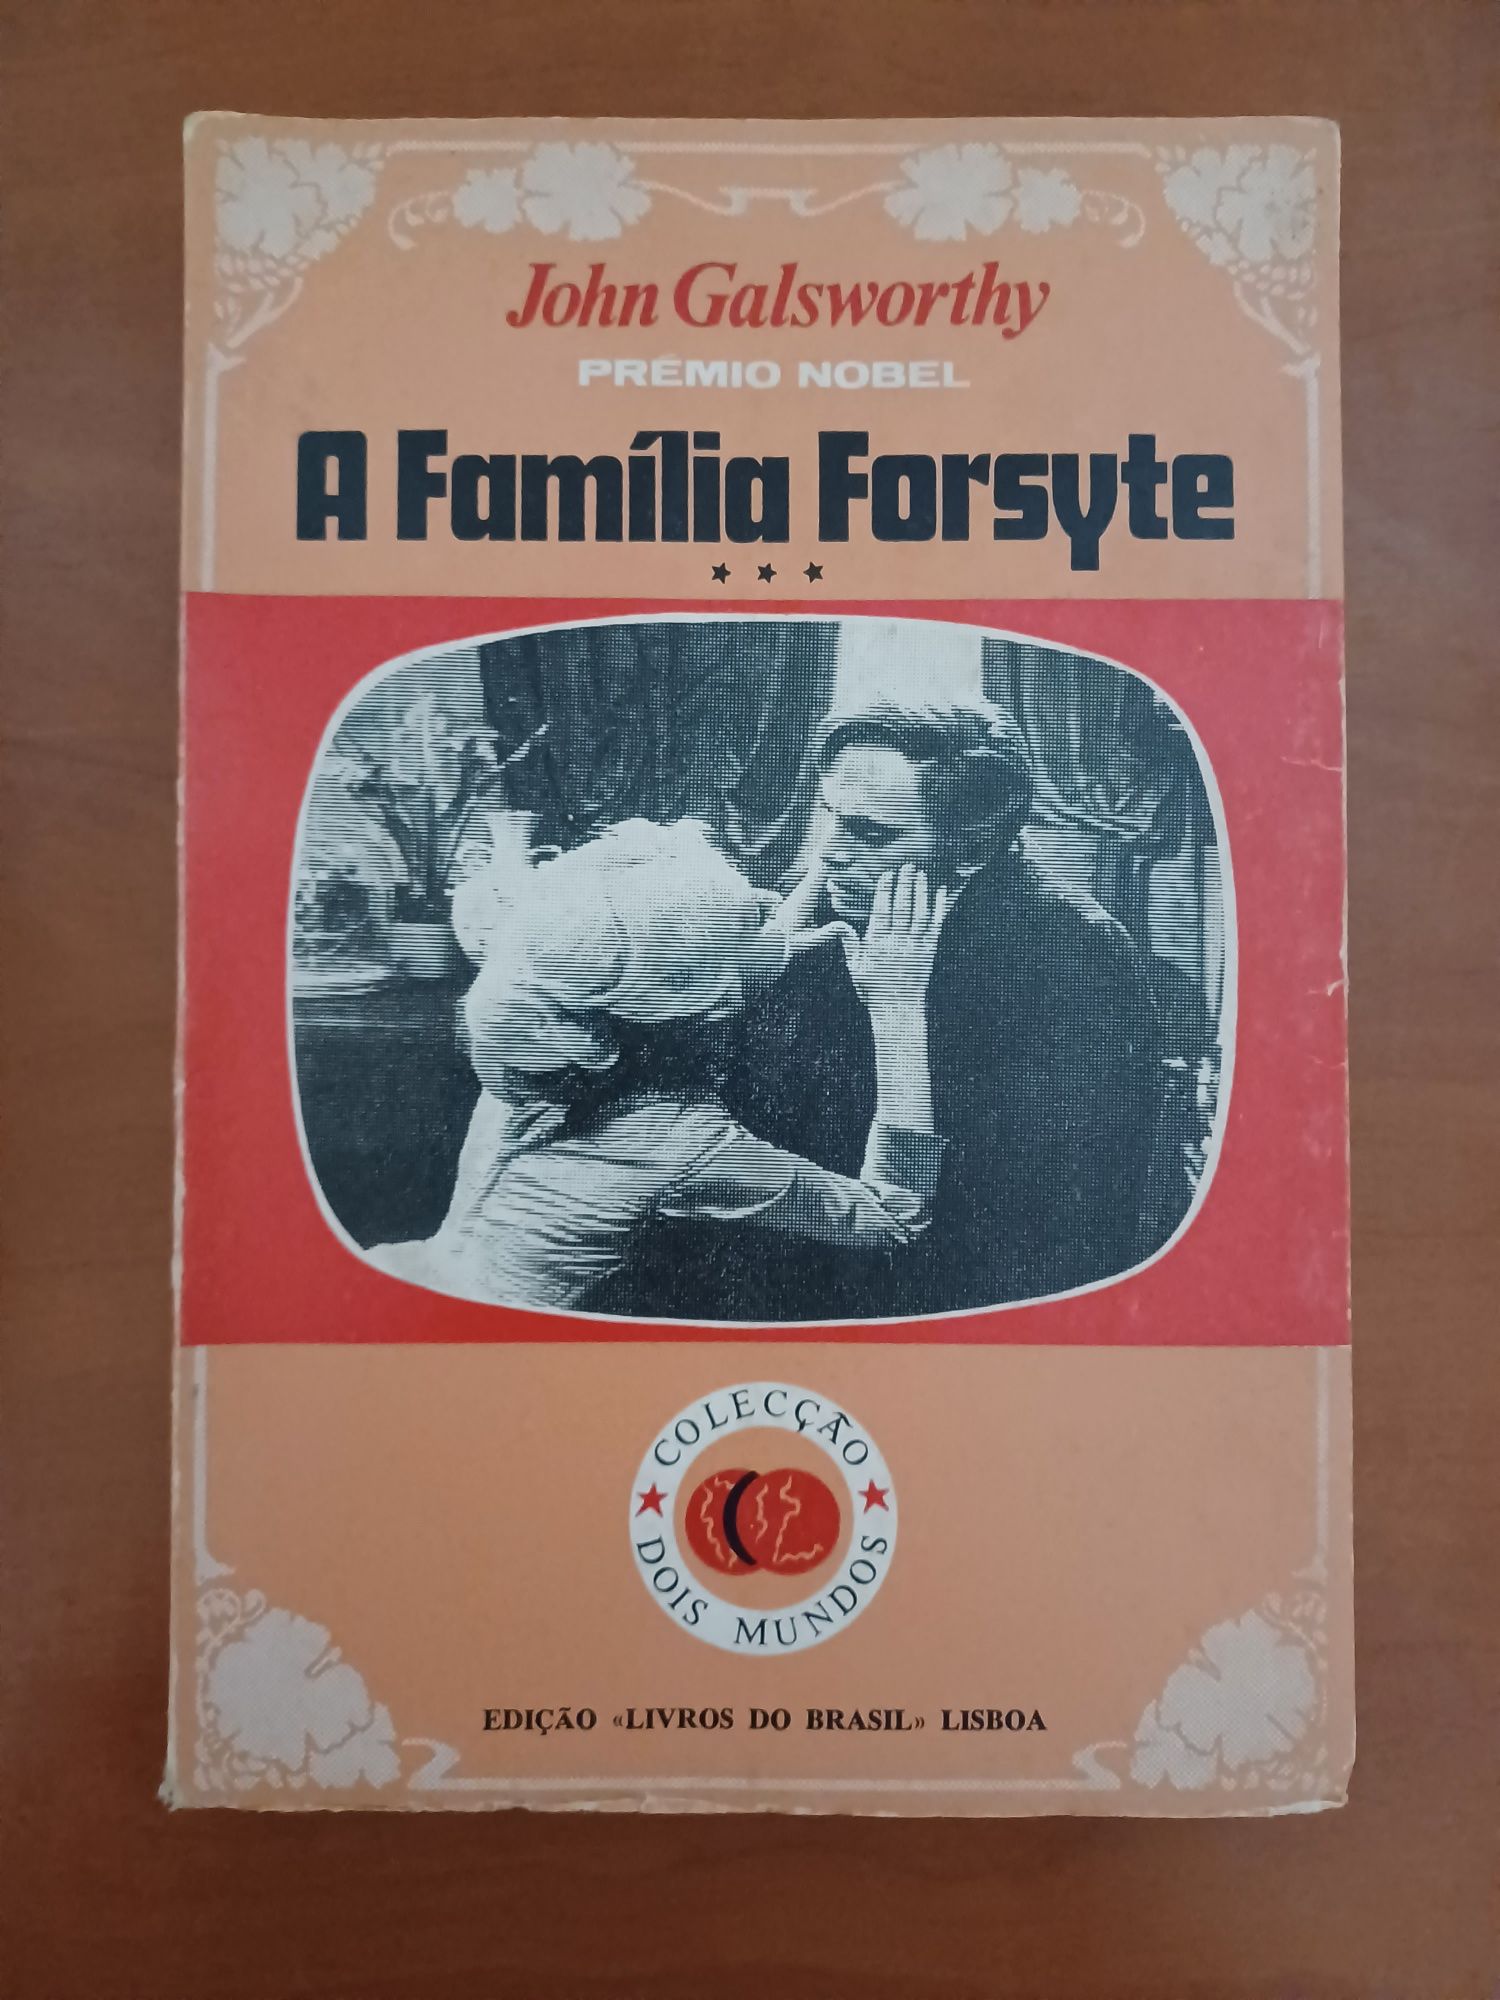 John Galsworthy
PRÉMIO NOBEL
A Família Forsyte
COLECÇÃO
DOIS MUNDOS
EDIÇÃO «LIVROS DO BRASIL» LISBOA